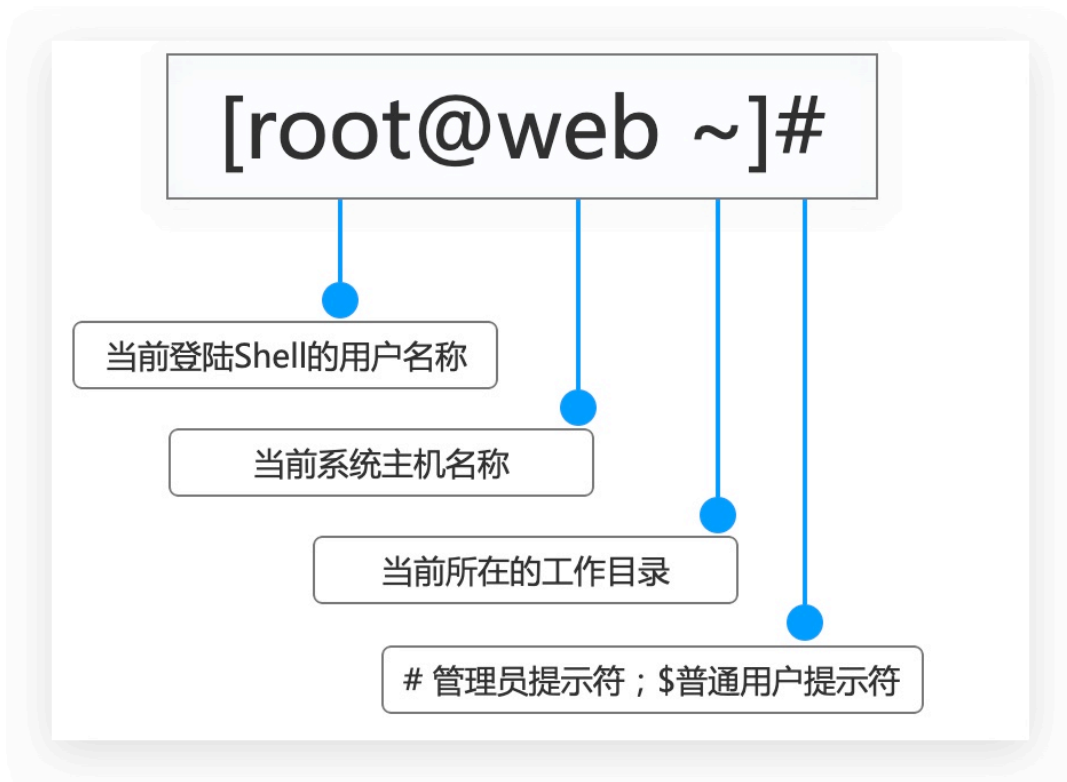 [root@web ~]#
当前登陆Shell的用户名称
当前系统主机名称
当前所在的工作目录
# 管理员提示符；$普通用户提示符